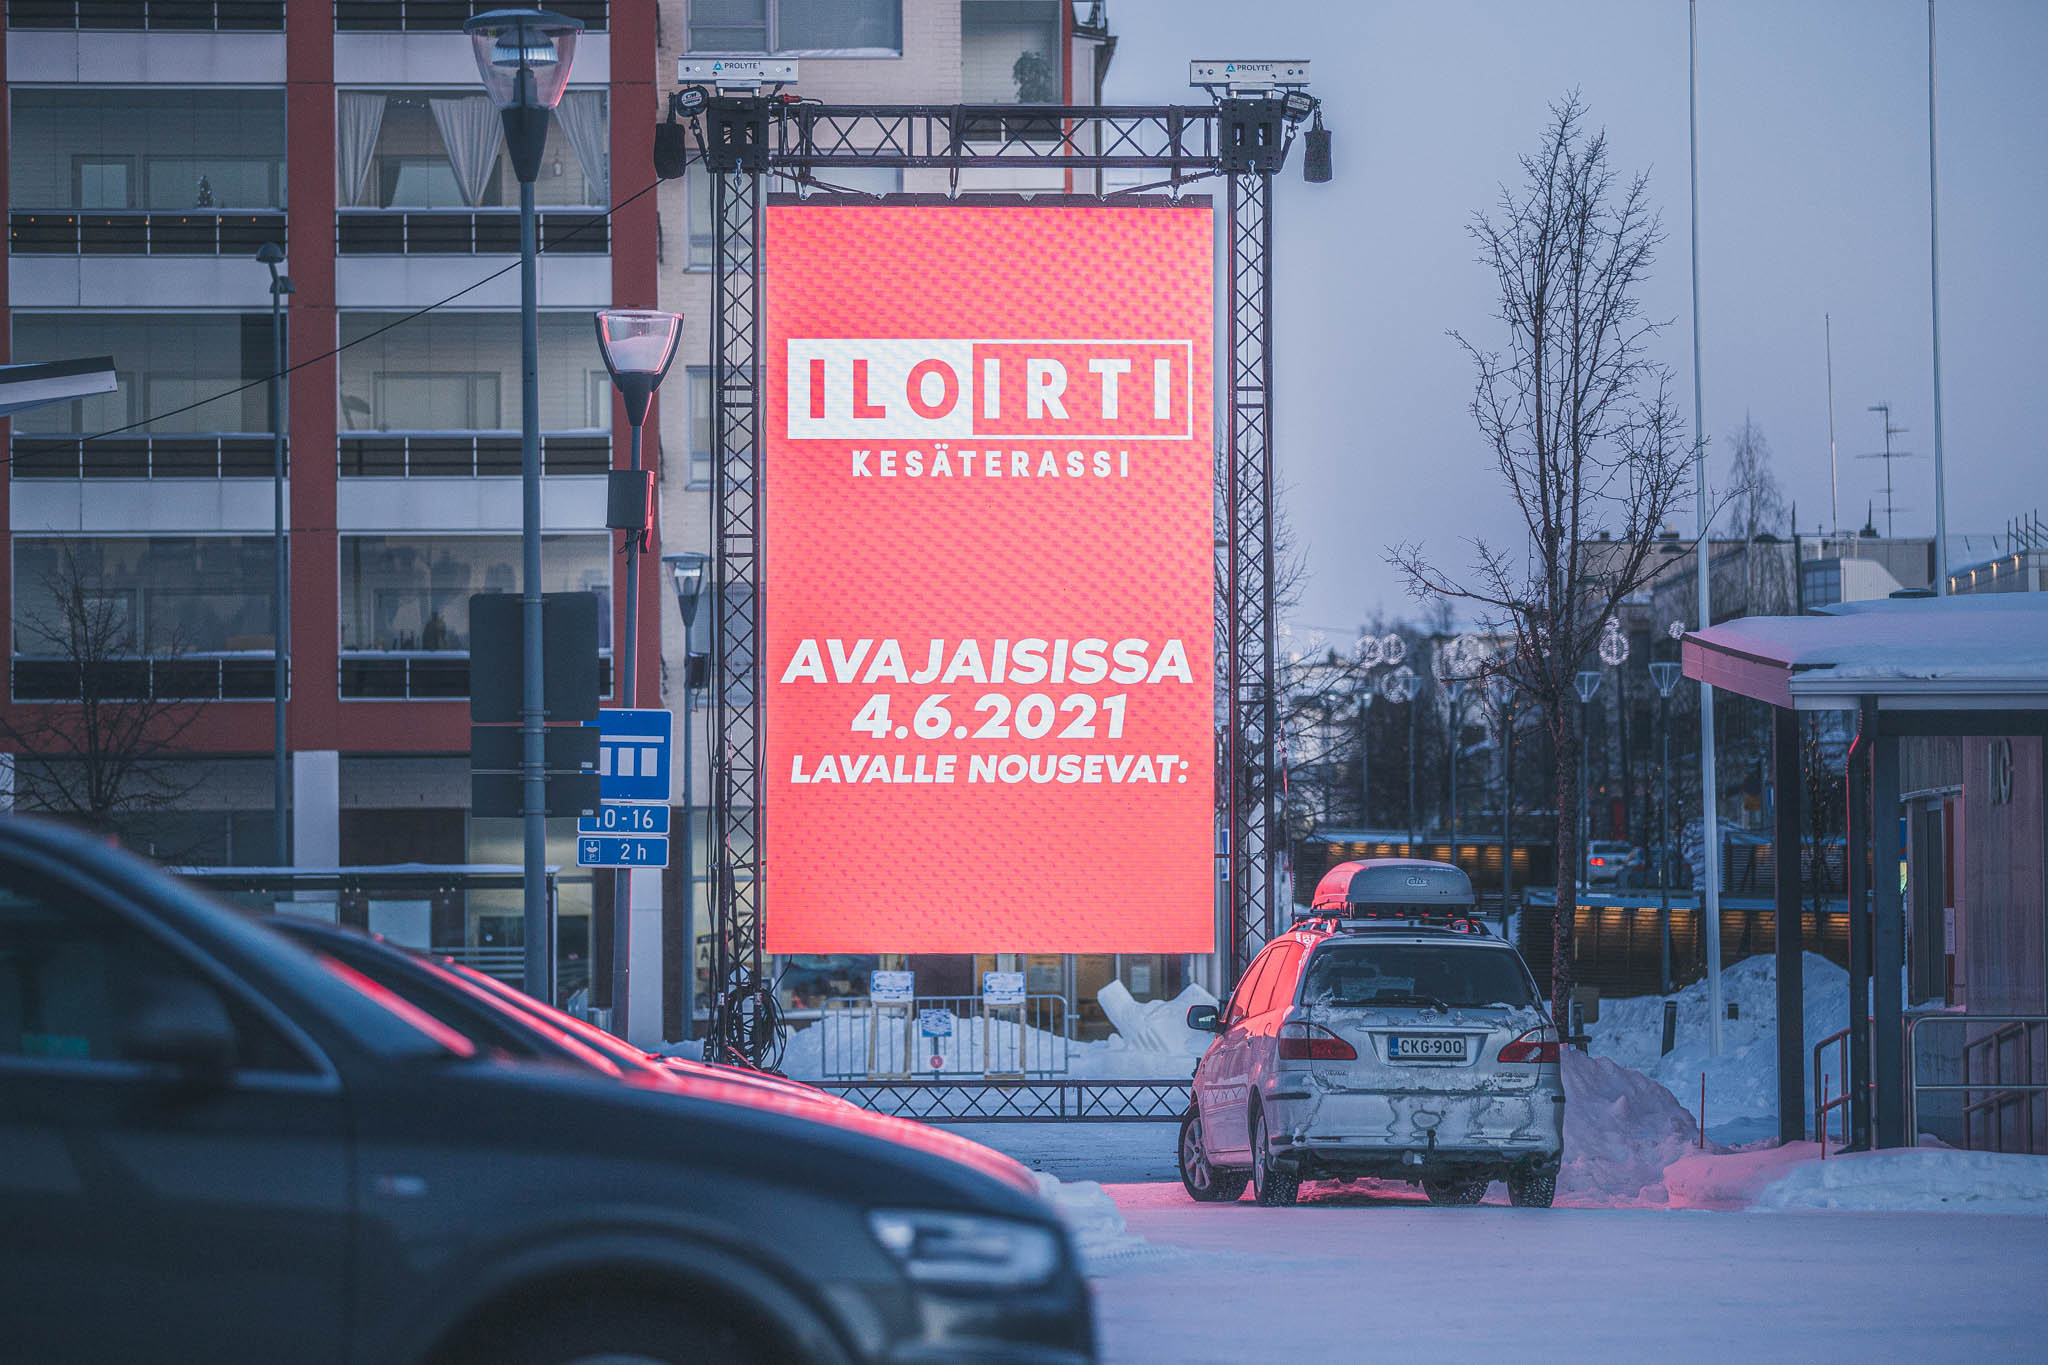 PROLYTE
PROLYTE
ILOIRTI
KESÄTERASSI
AVAJAISISSA
4.6.2021
LAVALLE NOUSEVAT:
10-16
2 h
CKG-900